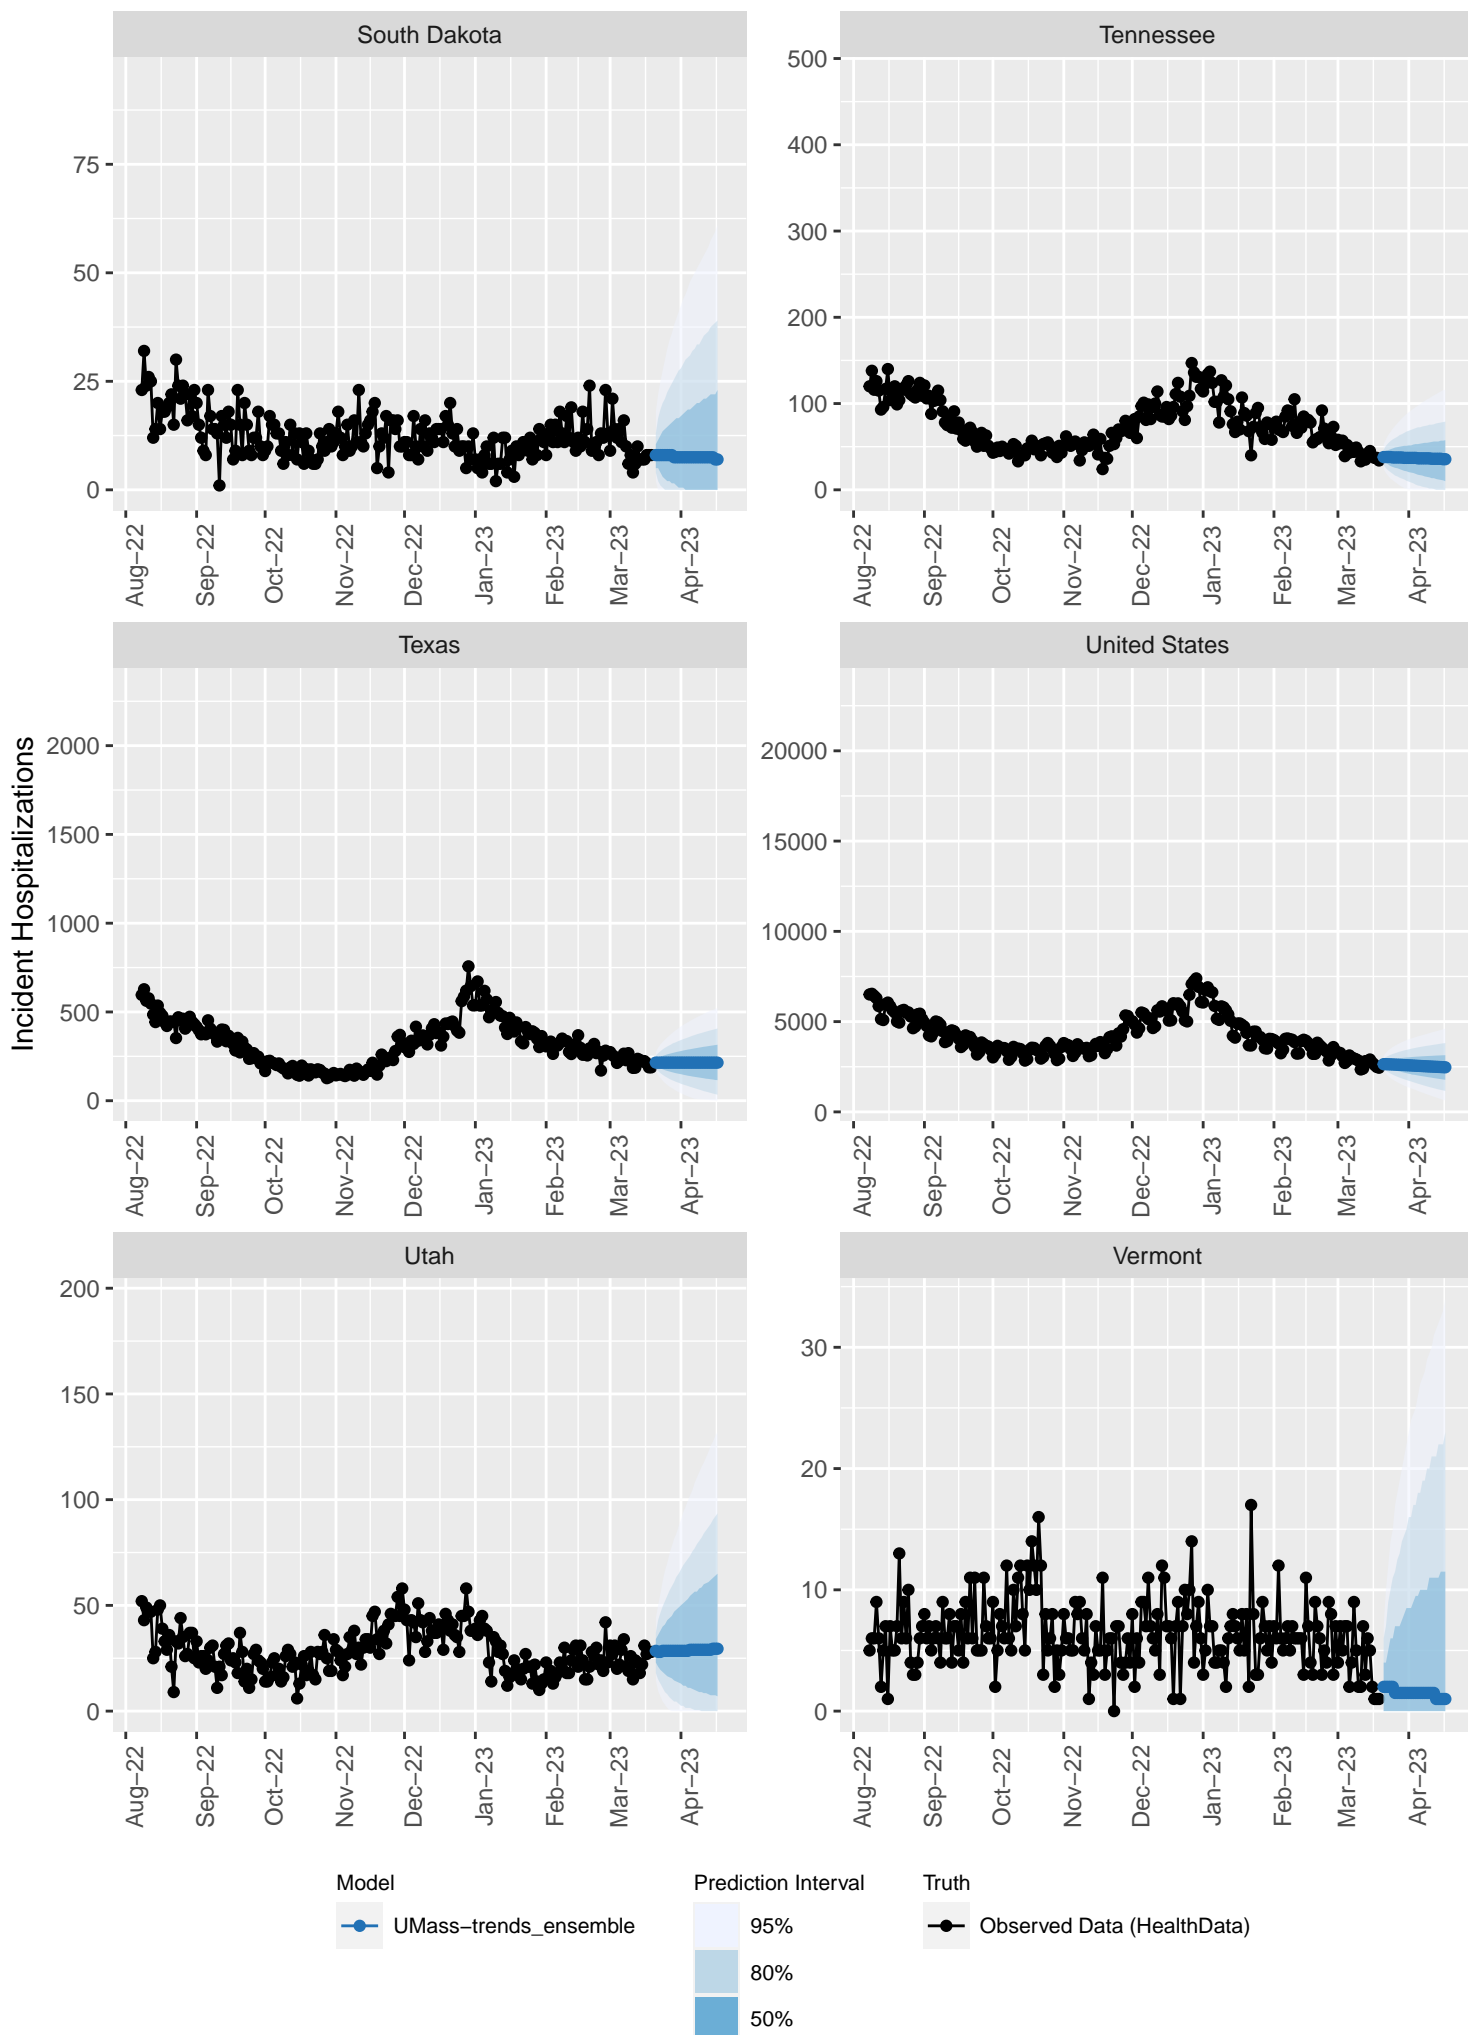 South Dakota
Tennessee
75
50
25
0
500
400
300
200
100
0
Aug−22
Sep−22
Oct−22
Nov−22
Dec−22
Jan−23
Feb−23
Mar−23
Apr−23
Aug−22
Sep−22
Oct−22
Nov−22
Dec−22
Jan−23
Feb−23
Mar−23
Apr−23
Incident Hospitalizations
Texas
United States
2000
1500
1000
500
0
20000
15000
10000
5000
0
Aug−22
Sep−22
Oct−22
Nov−22
Dec−22
Jan−23
Feb−23
Mar−23
Apr−23
Aug−22
Sep−22
Oct−22
Nov−22
Dec−22
Jan−23
Feb−23
Mar−23
Apr−23
Utah
Vermont
200
150
100
50
0
30
20
10
0
Aug−22
Sep−22
Oct−22
Nov−22
Dec−22
Jan−23
Feb−23
Mar−23
Apr−23
Aug−22
Sep−22
Oct−22
Nov−22
Dec−22
Jan−23
Feb−23
Mar−23
Apr−23
Model
UMass−trends_ensemble
Prediction Interval
95%
80%
50%
Truth
Observed Data (HealthData)